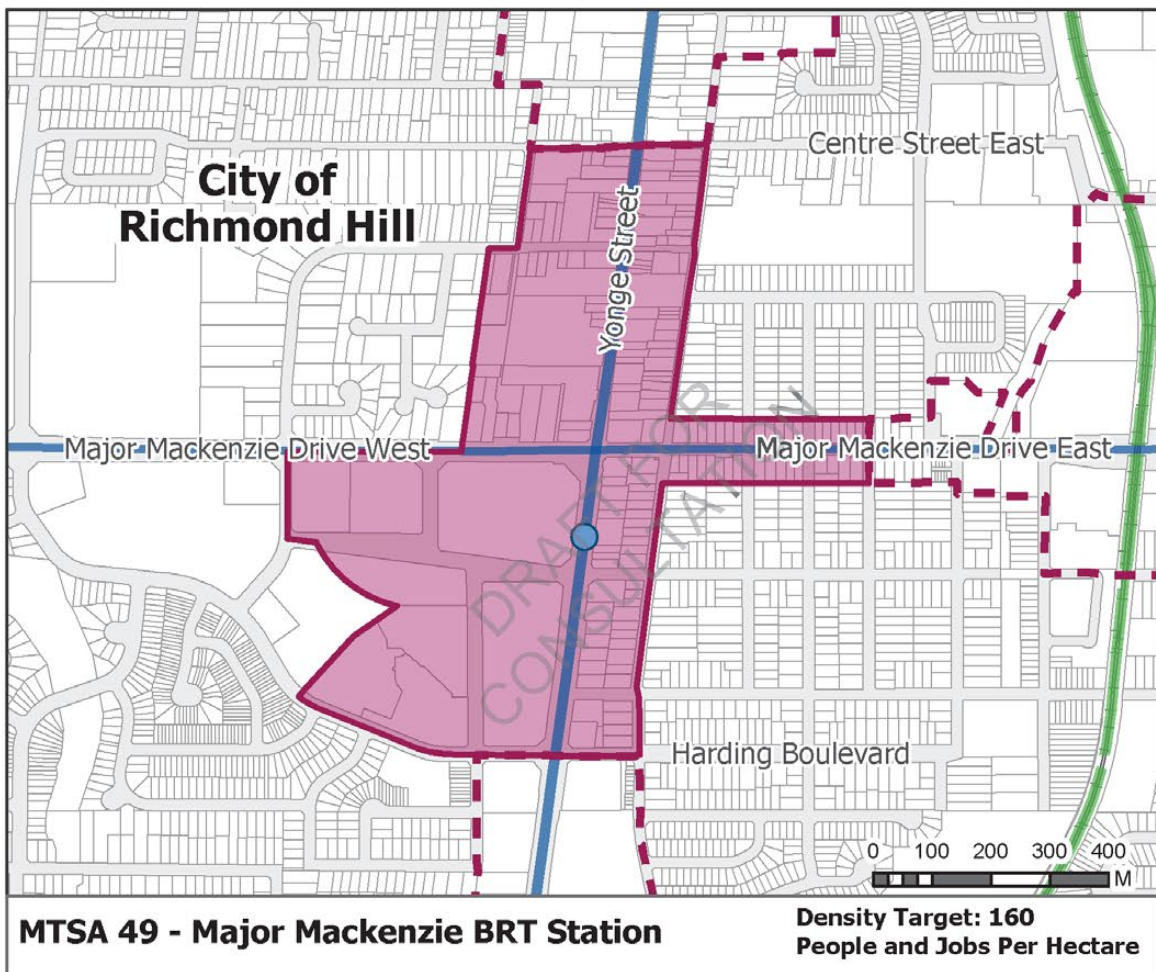 Centre Street East
City of
Richmond Hill
Yonge Street
Major Mackenzie Drive West
Major Mackenzie Drive East
DRAFT FOR
CONSULTATION
Harding Boulevard
0 100 200 300 400
M
MTSA 49 - Major Mackenzie BRT Station
Density Target: 160
People and Jobs Per Hectare